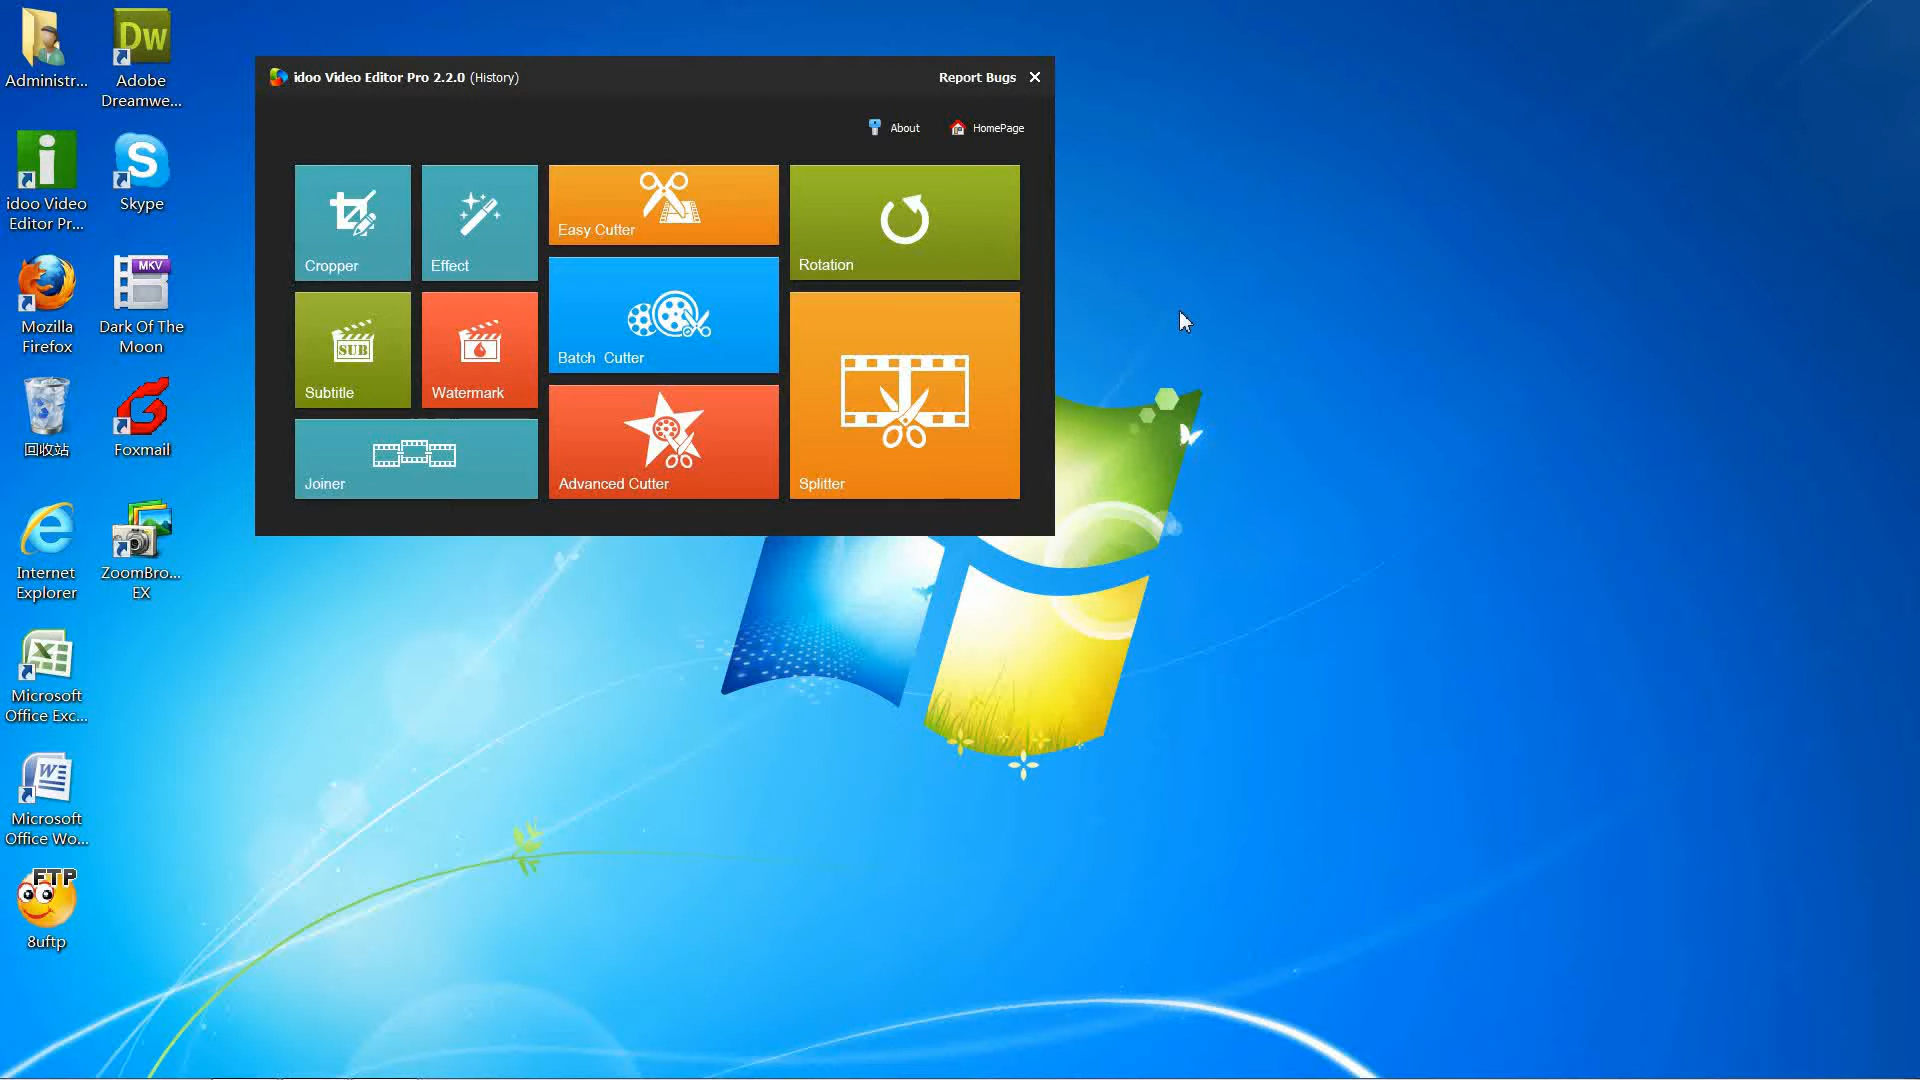 Administr...
Dw
Adobe
Dreamwe...
idoo Video
Editor Pr...
Skype
Mozilla
Firefox
MKV
Dark Of The
Moon
回收站
Foxmail
Internet
Explorer
ZoomBro...
EX
Microsoft
Office Exc...
Microsoft
Office Wo...
FTP
8uftp
idoo Video Editor Pro 2.2.0 (History)
Report Bugs
About
HomePage
Cropper
Effect
Easy Cutter
Rotation
SUB
Subtitle
Watermark
Batch  Cutter
Joiner
Advanced Cutter
Splitter